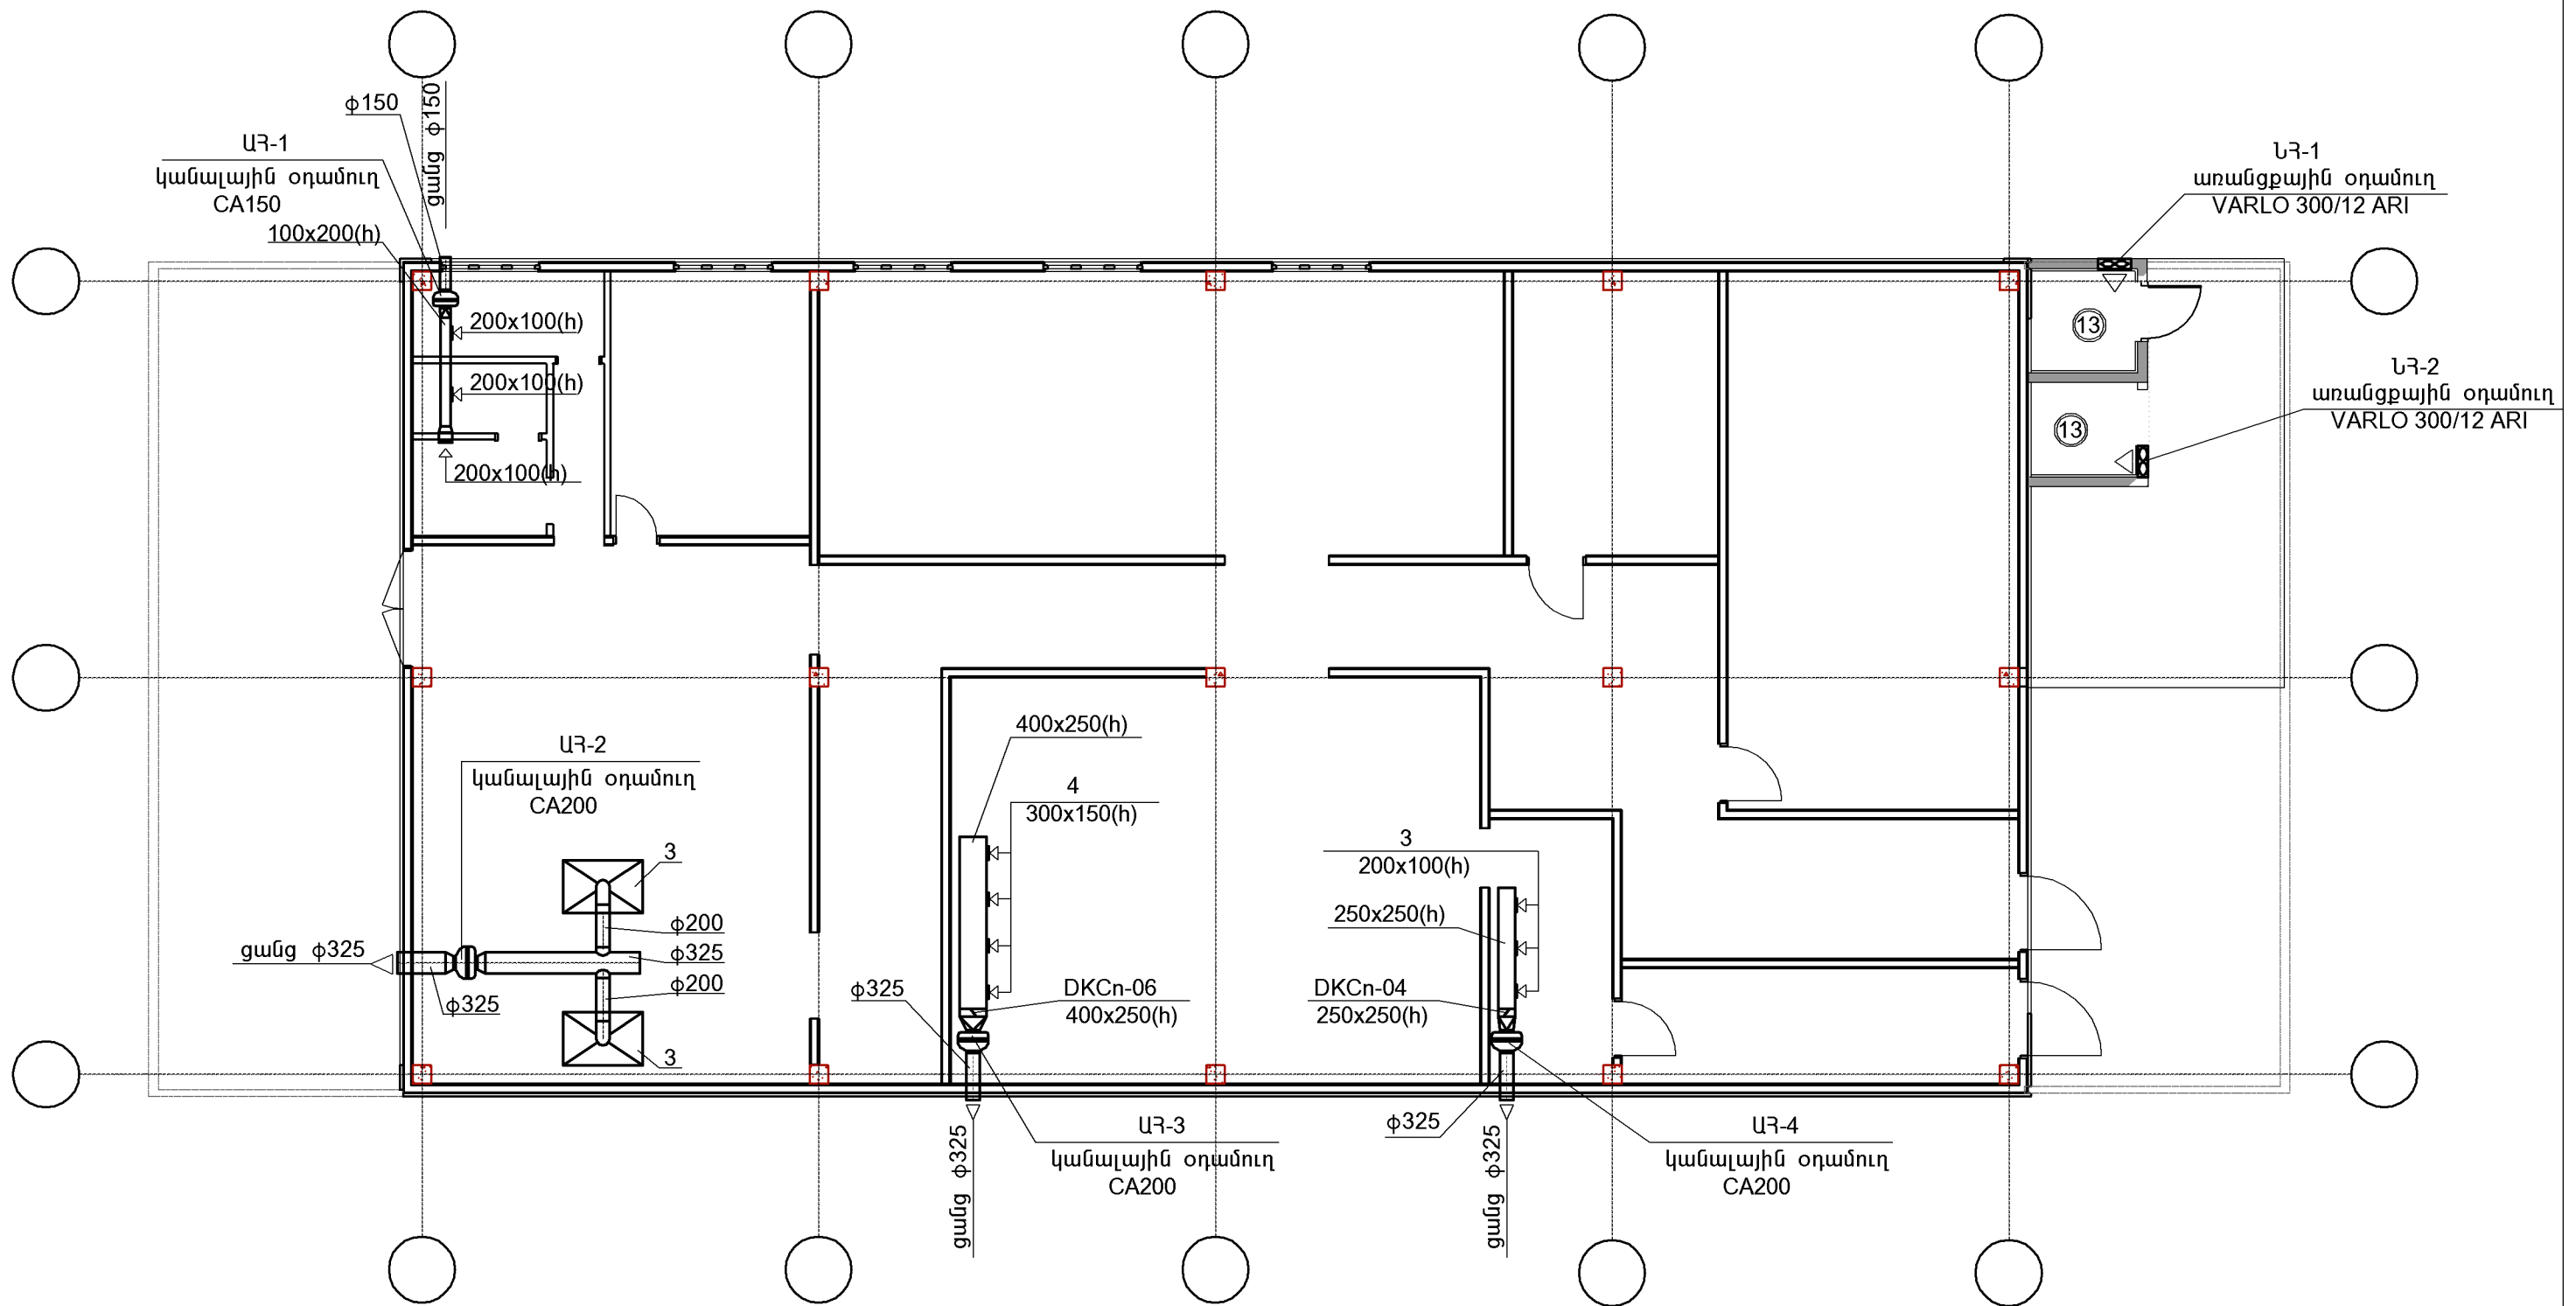 ցանց ф150
ф150
ԱՀ-1
կանալային օդամուղ
CA150
100x200(h)
200x100(h)
200x100(h)
200x100(h)
ՆՀ-1
առանցքային օդամուղ
VARLO 300/12 ARI
13
ՆՀ-2
առանցքային օդամուղ
VARLO 300/12 ARI
13
ԱՀ-2
կանալային օդամուղ
CA200
3
ф200
ф325
ф200
3
ցանց ф325
ф325
400x250(h)
4
300x150(h)
ф325
DKCn-06
400x250(h)
3
200x100(h)
250x250(h)
DKCn-04
250x250(h)
ցանց ф325
ԱՀ-3
կանալային օդամուղ
CA200
ф325
ցանց ф325
ԱՀ-4
կանալային օդամուղ
CA200